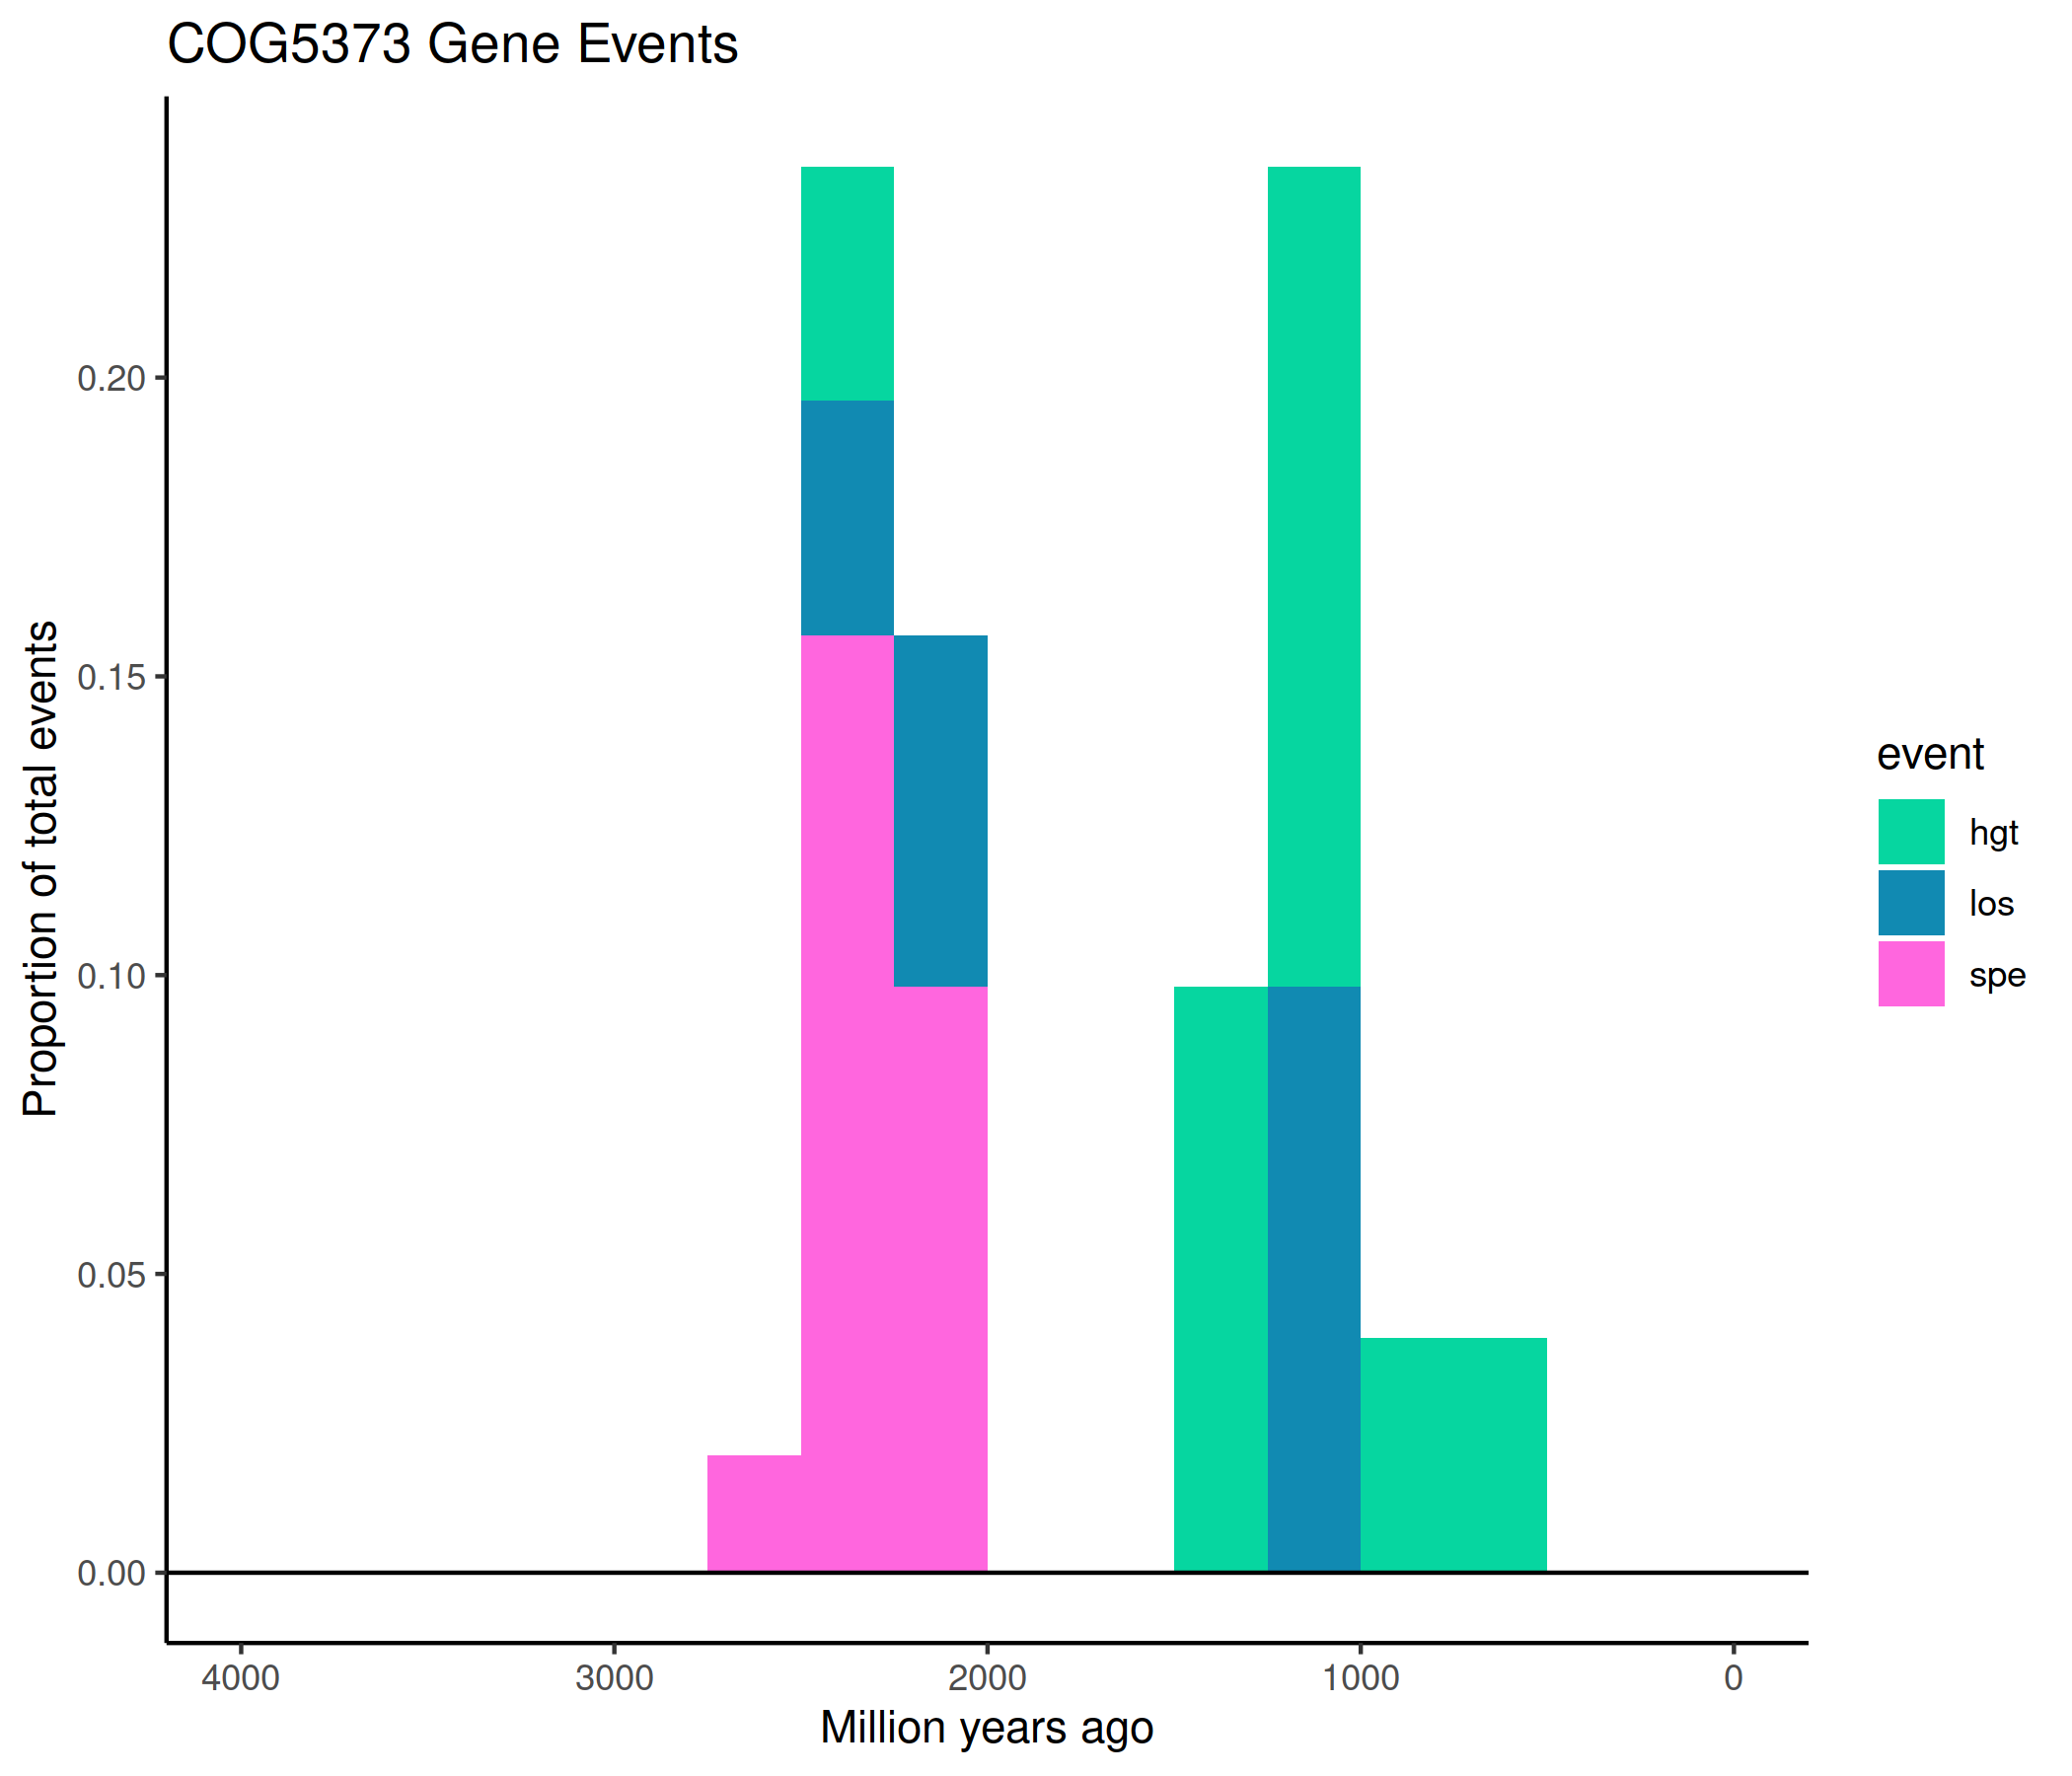 COG5373 Gene Events
Proportion of total events
0.20
0.15
0.10
0.05
0.00
4000 3000 2000 1000 0
Million years ago
event
hgt
los
spe